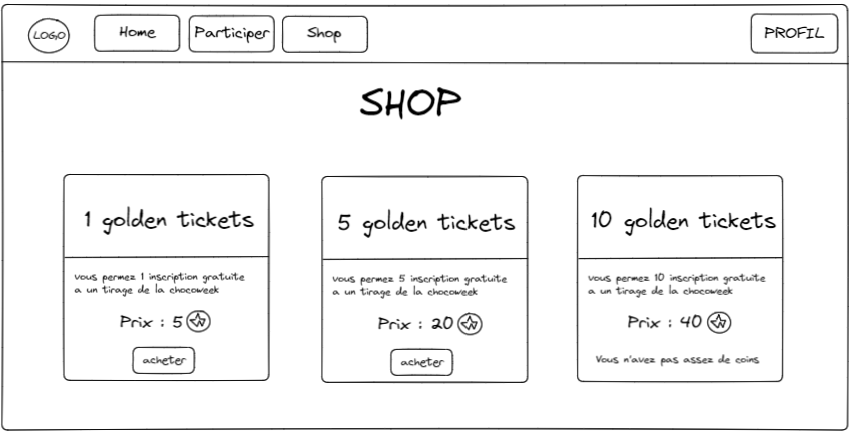 LOGO
Home
Participer
Shop
PROFIL
SHOP
1 golden tickets
vous permez 1 inscription gratuite
a un tirage de la chocoweek
Prix : 5
acheter
5 golden tickets
vous permez 5 inscription gratuite
a un tirage de la chocoweek
Prix : 20
acheter
10 golden tickets
vous permez 10 inscription gratuite
a un tirage de la chocoweek
Prix : 40
Vous n'avez pas assez de coins